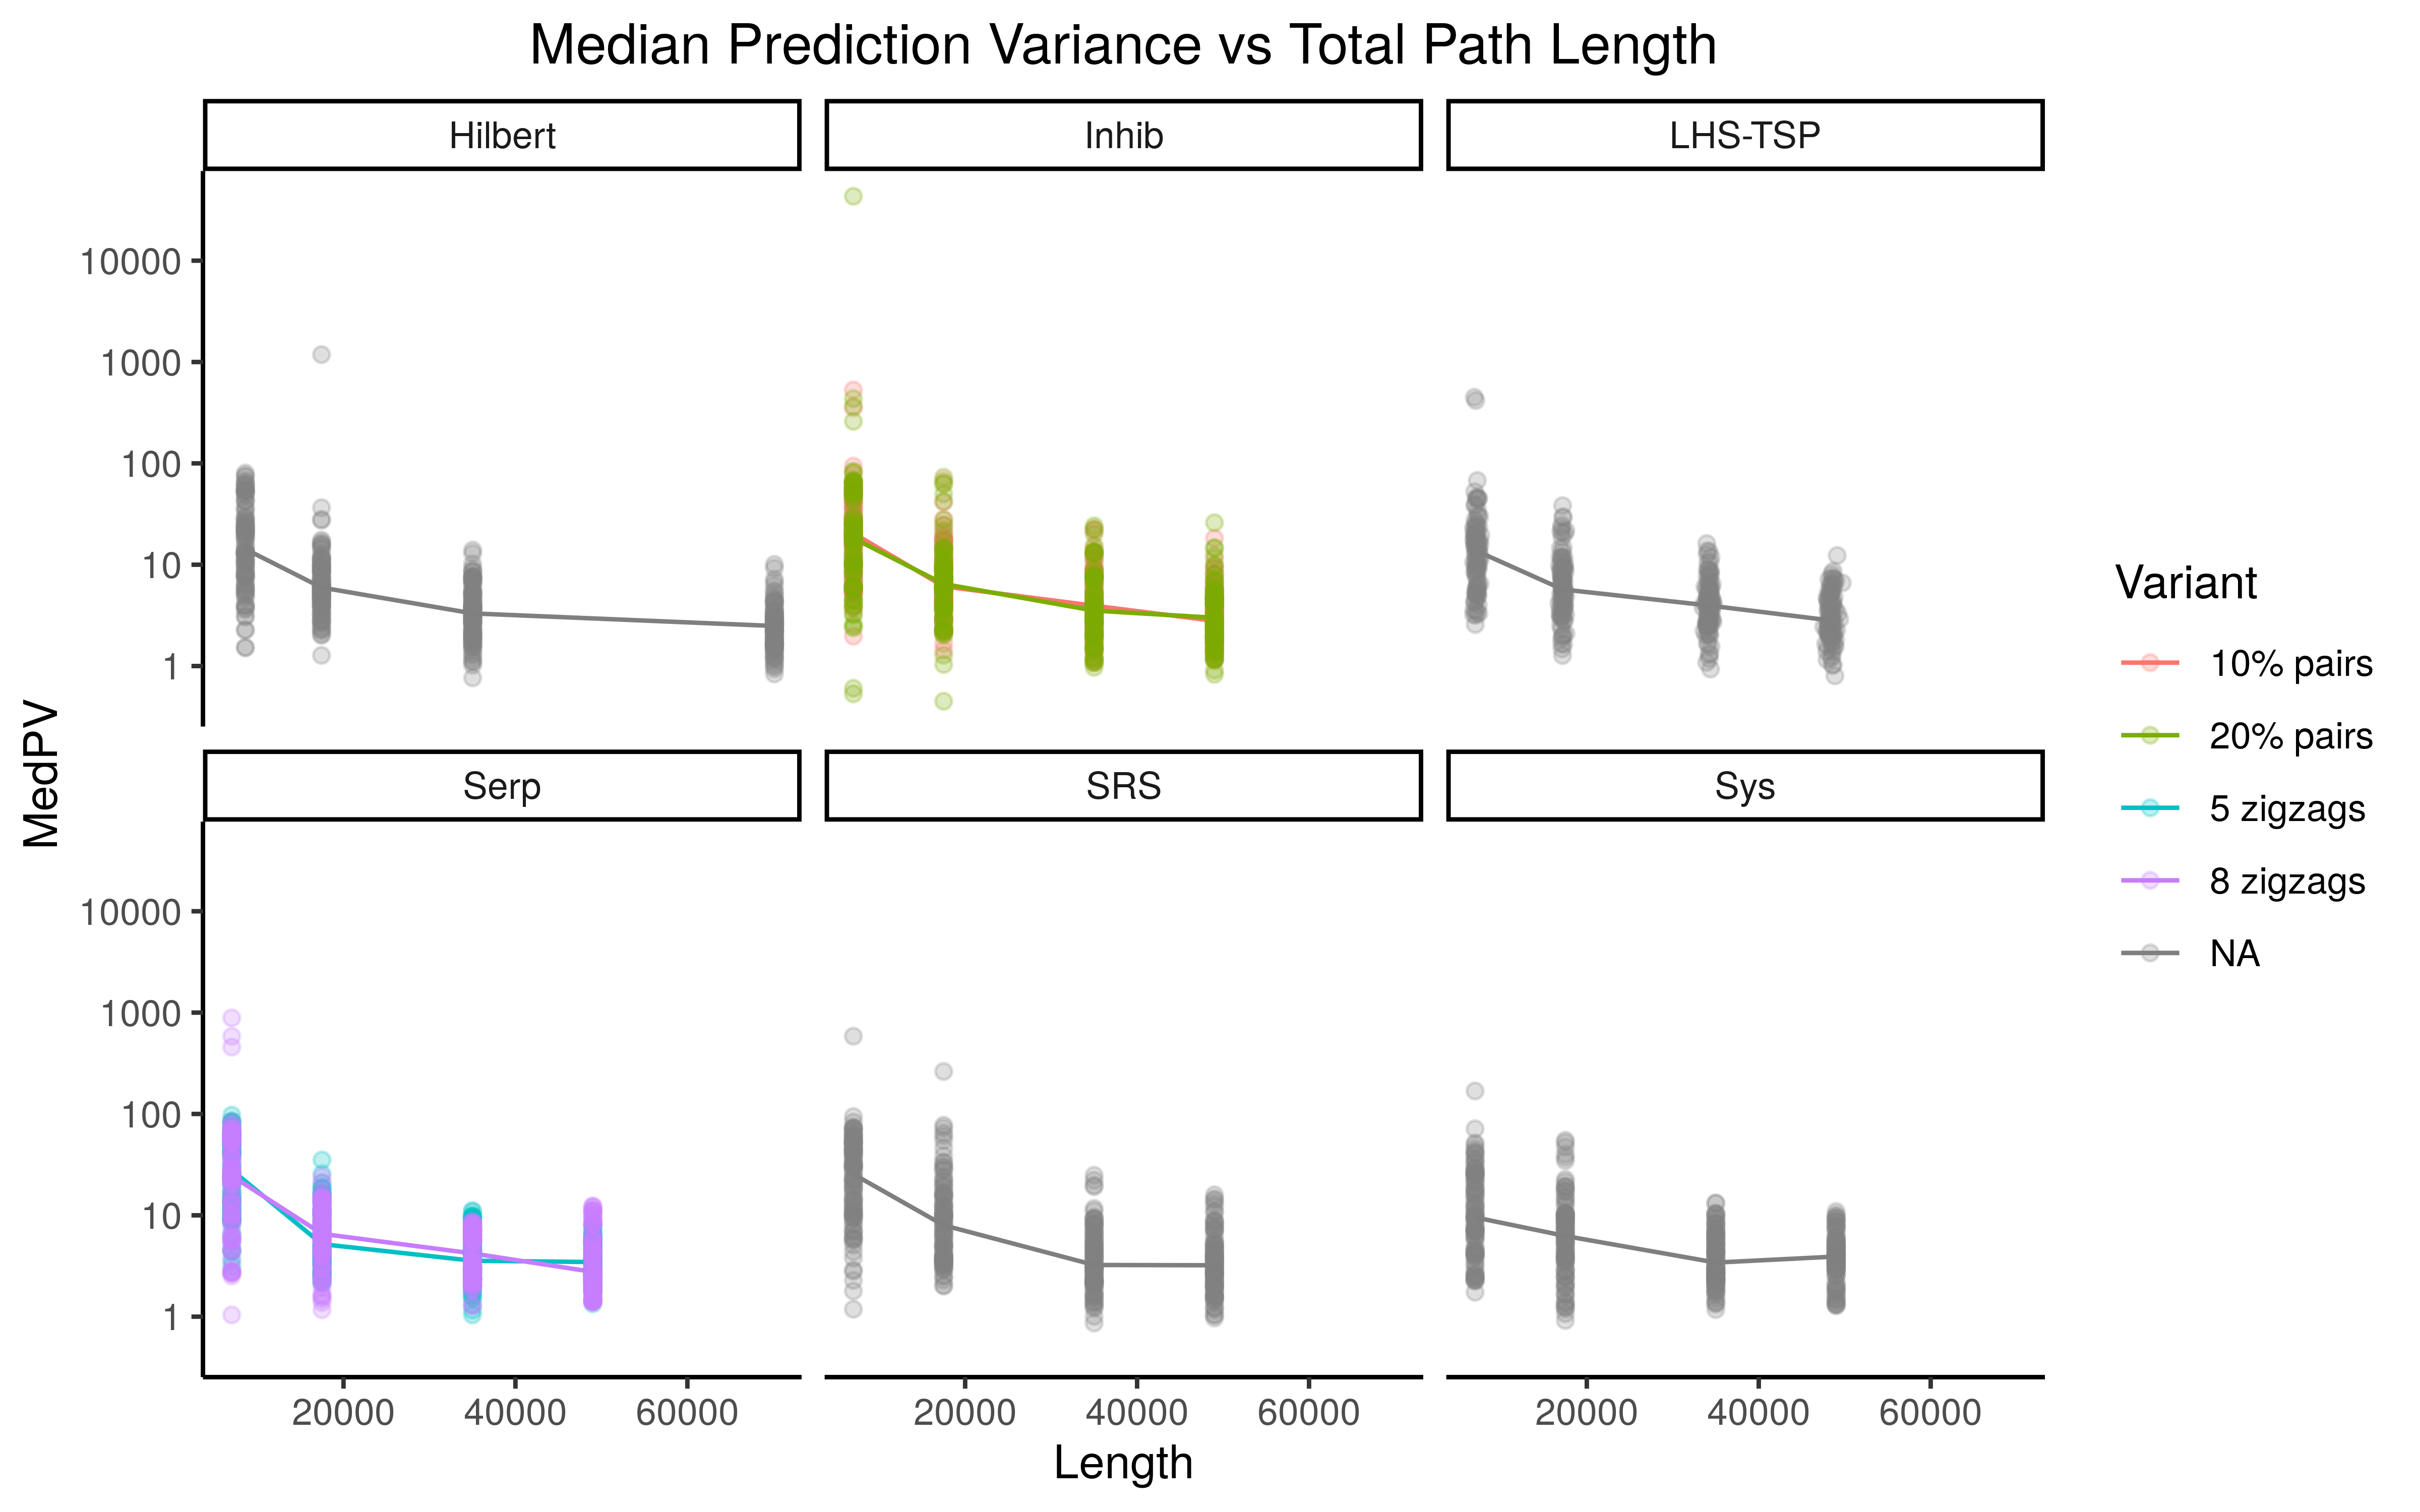 Median Prediction Variance vs Total Path Length
Hilbert
Inhib
LHS-TSP
10000
1000
100
10
1
MedPV
Serp
SRS
Sys
10000
1000
100
10
1
20000
40000
60000
20000
40000
60000
20000
40000
60000
Length
Variant
10% pairs
20% pairs
5 zigzags
8 zigzags
NA